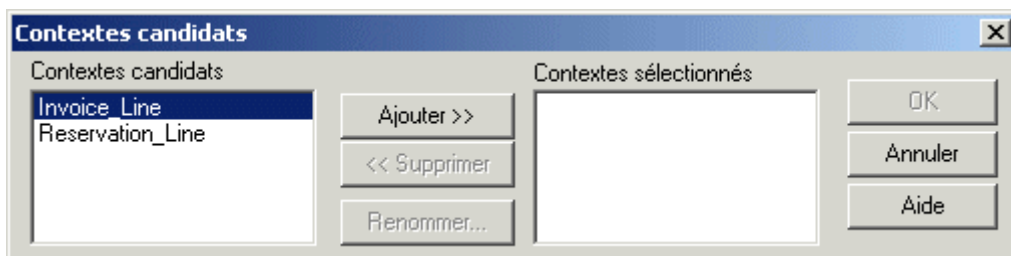 Contextes candidats
Contextes candidats
Invoice_Line
Reservation_Line
Ajouter >>
<< Supprimer
Renommer...
Contextes sélectionnés
OK
Annuler
Aide